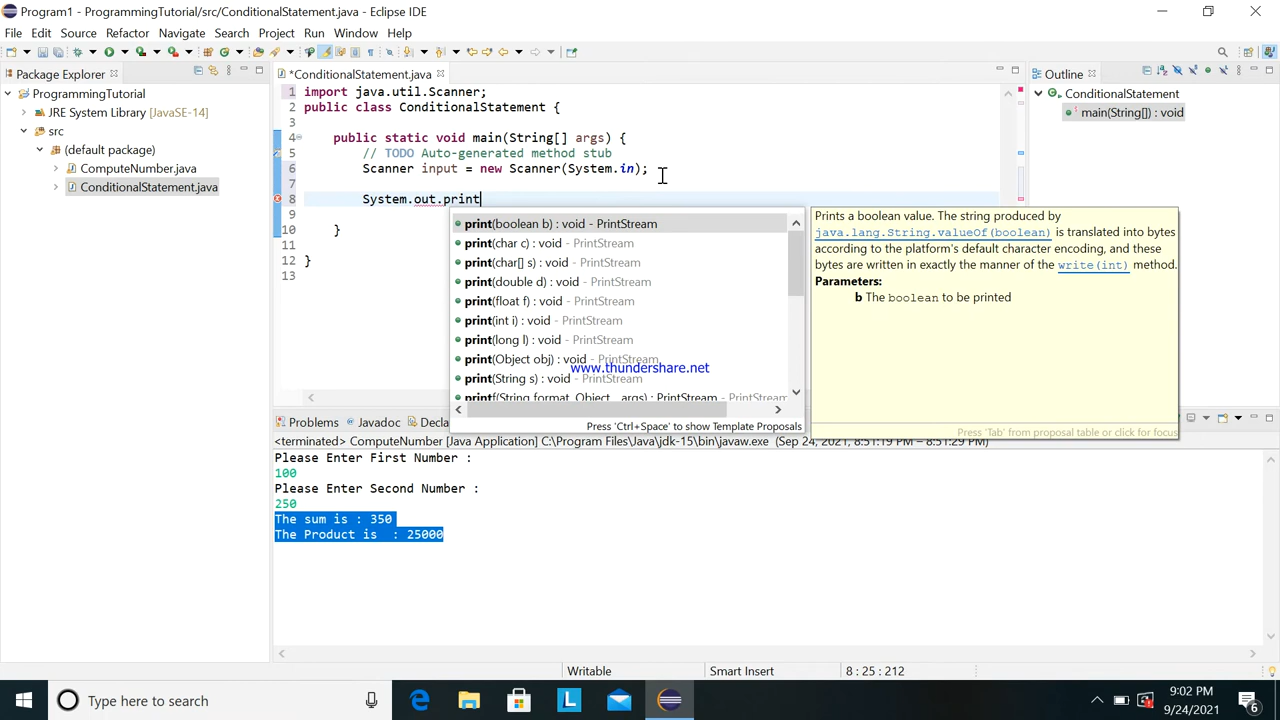 Program1 - ProgrammingTutorial/src/ConditionalStatement.java - Eclipse IDE
File Edit Source Refactor Navigate Search Project Run Window Help
Package Explorer
ProgrammingTutorial
JRE System Library [JavaSE-14]
src
(default package)
ComputeNumber.java
ConditionalStatement.java
*ConditionalStatement.java
1 import java.util.Scanner;
2 public class ConditionalStatement {
3
4 public static void main(String[] args) {
5 // TODO Auto-generated method stub
6 Scanner input = new Scanner(System.in);
7
8 System.out.print
9
10 }
11
12 }
13
print(boolean b) : void - PrintStream
print(char c) : void - PrintStream
print(char[] s) : void - PrintStream
print(double d) : void - PrintStream
print(float f) : void - PrintStream
print(int i) : void - PrintStream
print(long l) : void - PrintStream
print(Object obj) : void - PrintStream
print(String s) : void - PrintStream
printf(String format, Object... args) : PrintStream - PrintStream
Press 'Ctrl+Space' to show Template Proposals
www.thundershare.net
Prints a boolean value. The string produced by
java.lang.String.valueOf(boolean) is translated into bytes
according to the platform's default character encoding, and these
bytes are written in exactly the manner of the write(int) method.
Parameters:
b The boolean to be printed
Press 'Tab' from proposal table or click for focus
Outline
ConditionalStatement
main(String[]) : void
Problems Javadoc Decla
<terminated> ComputeNumber [Java Application] C:\Program Files\Java\jdk-15\bin\javaw.exe (Sep 24, 2021, 8:51:19 PM – 8:51:29 PM)
Please Enter First Number :
100
Please Enter Second Number :
250
The sum is : 350
The Product is  : 25000
Writable Smart Insert 8 : 25 : 212
Type here to search
9:02 PM
9/24/2021
6